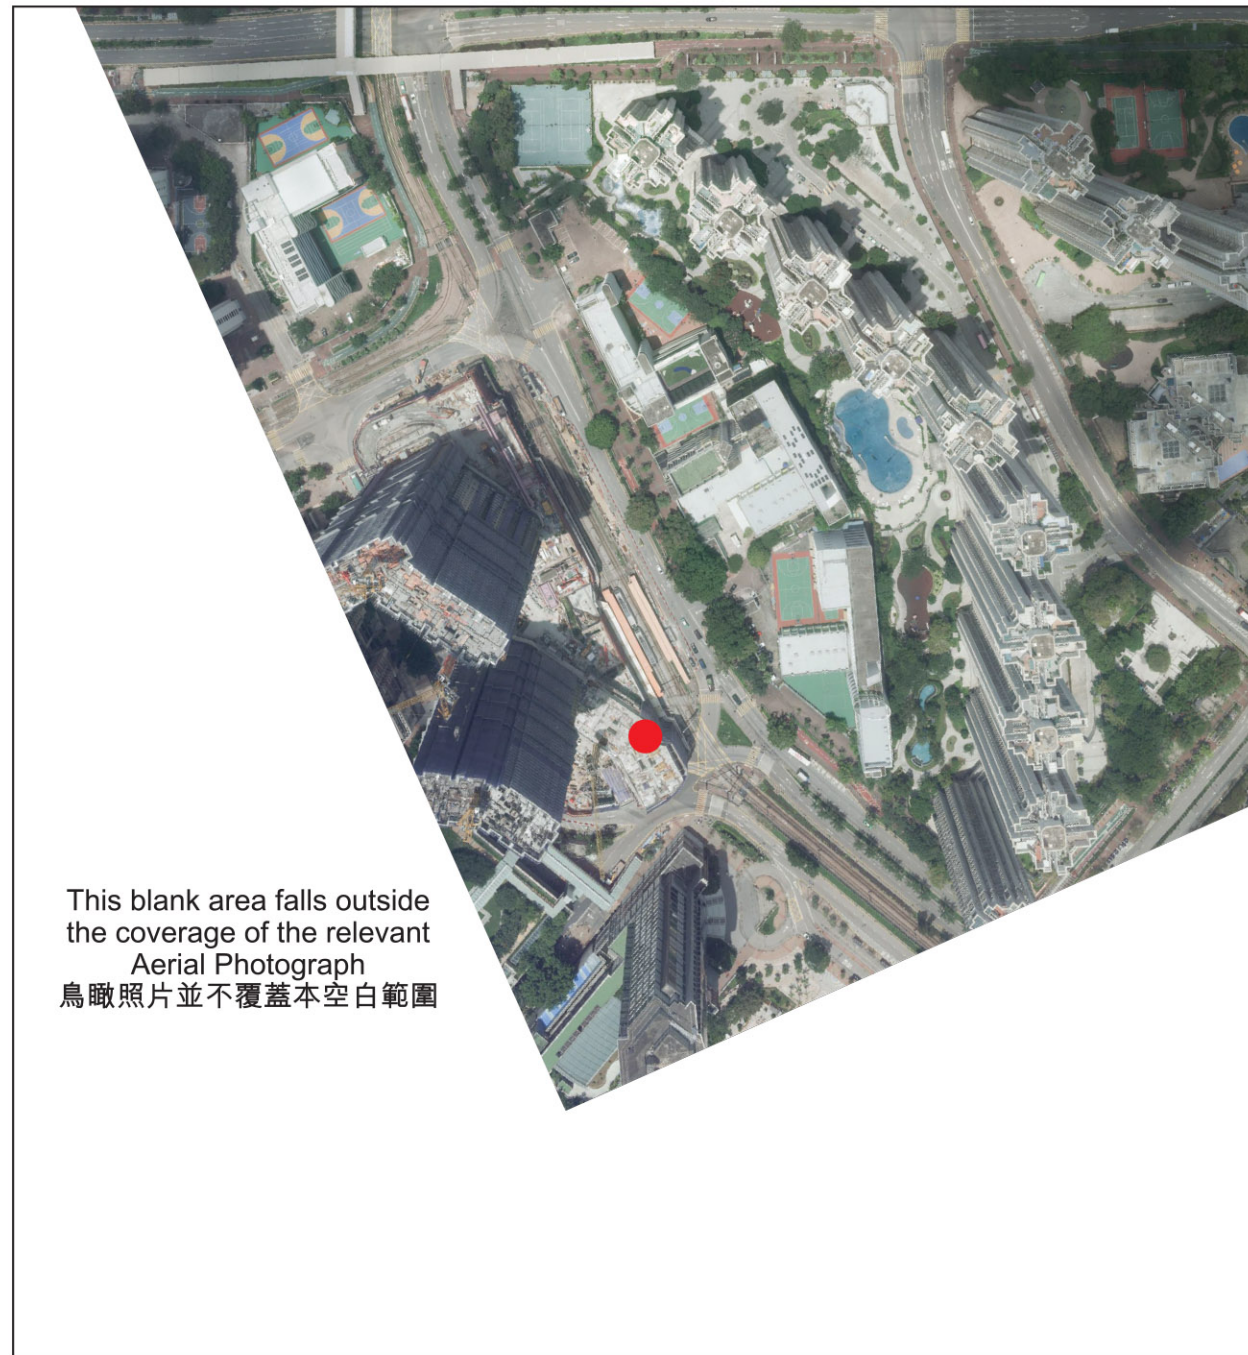 This blank area falls outside
the coverage of the relevant
Aerial Photograph
鳥瞰照片並不覆蓋本空白範圍